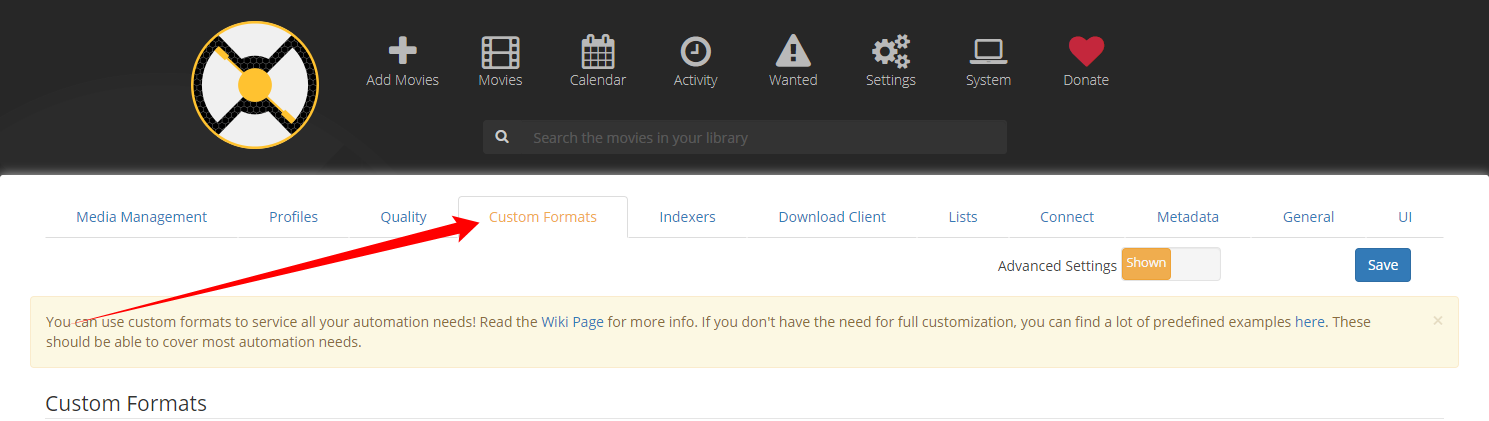 Add Movies Movies Calendar Activity Wanted Settings System Donate
Search the movies in your library
Media Management Profiles Quality Custom Formats Indexers Download Client Lists Connect Metadata General UI
Advanced Settings Shown Save
You can use custom formats to service all your automation needs! Read the Wiki Page for more info. If you don't have the need for full customization, you can find a lot of predefined examples here. These
should be able to cover most automation needs.
×
Custom Formats